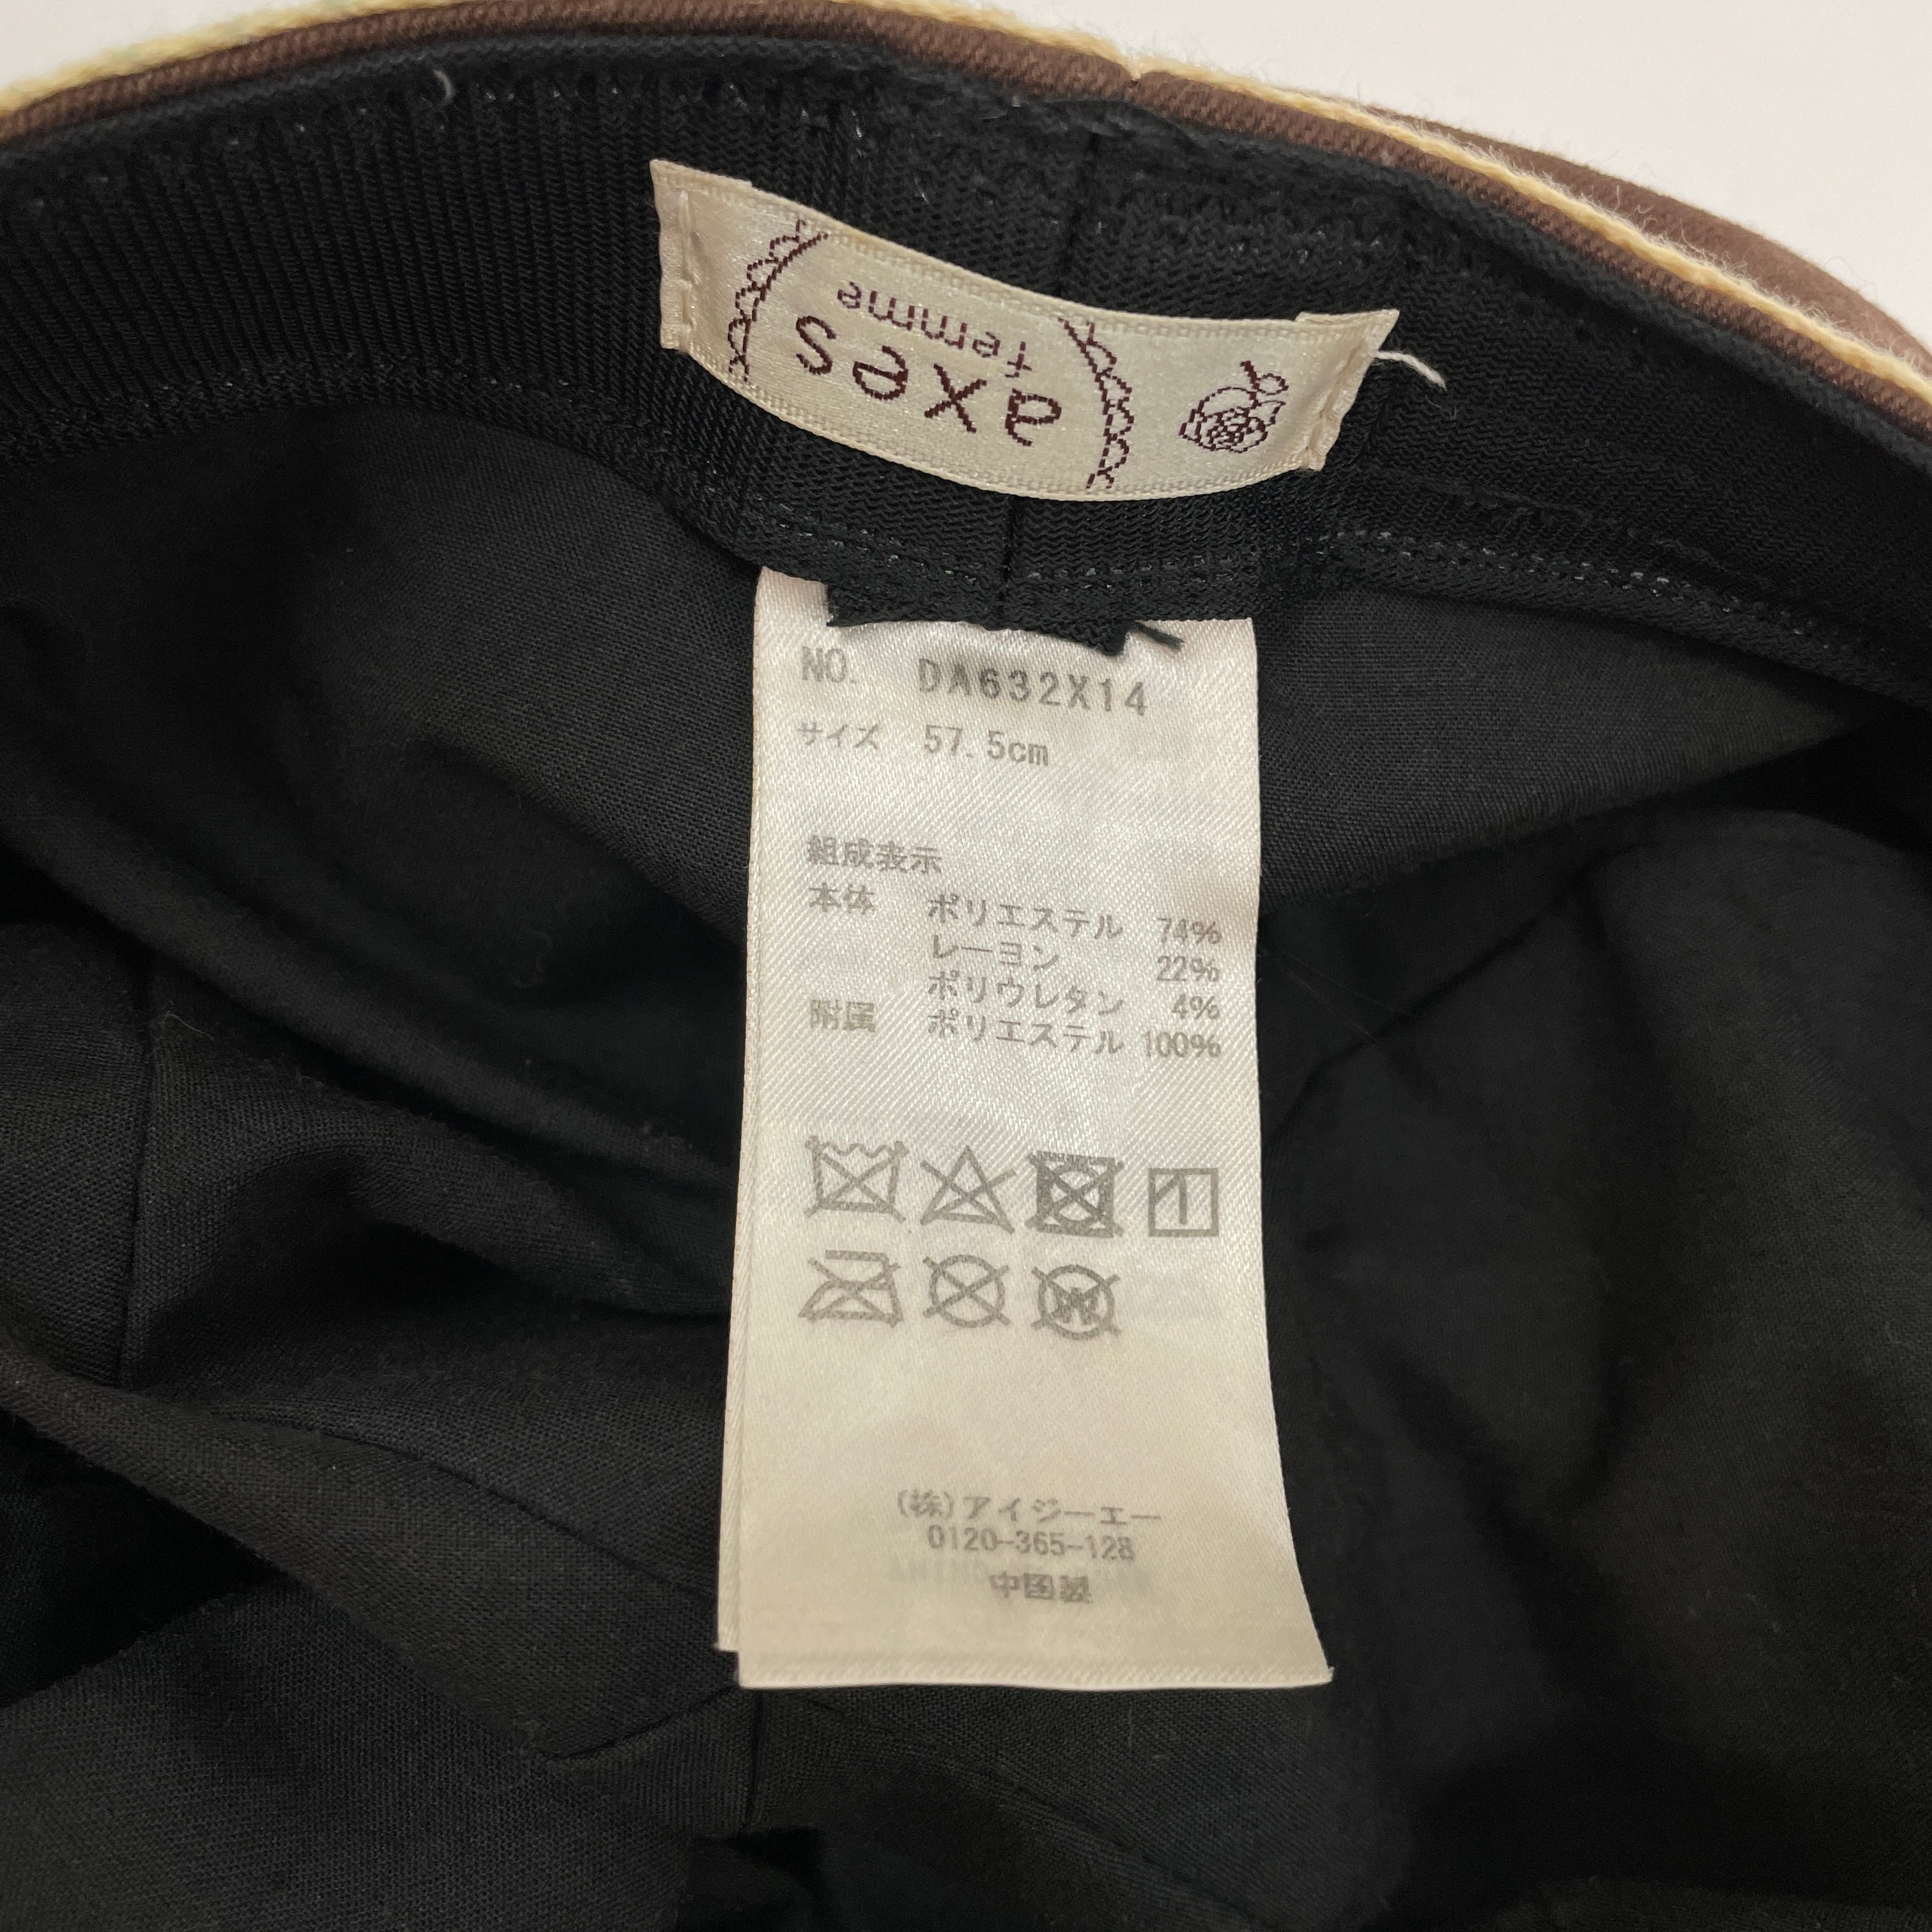 axes
femme
NO. DA632X14
サイズ 57.5cm
組成表示
本体 ポリエステル 74%
レーヨン 22%
ポリウレタン 4%
附属 ポリエステル 100%
W
(株)アイジーエー
0120-365-128
中国製